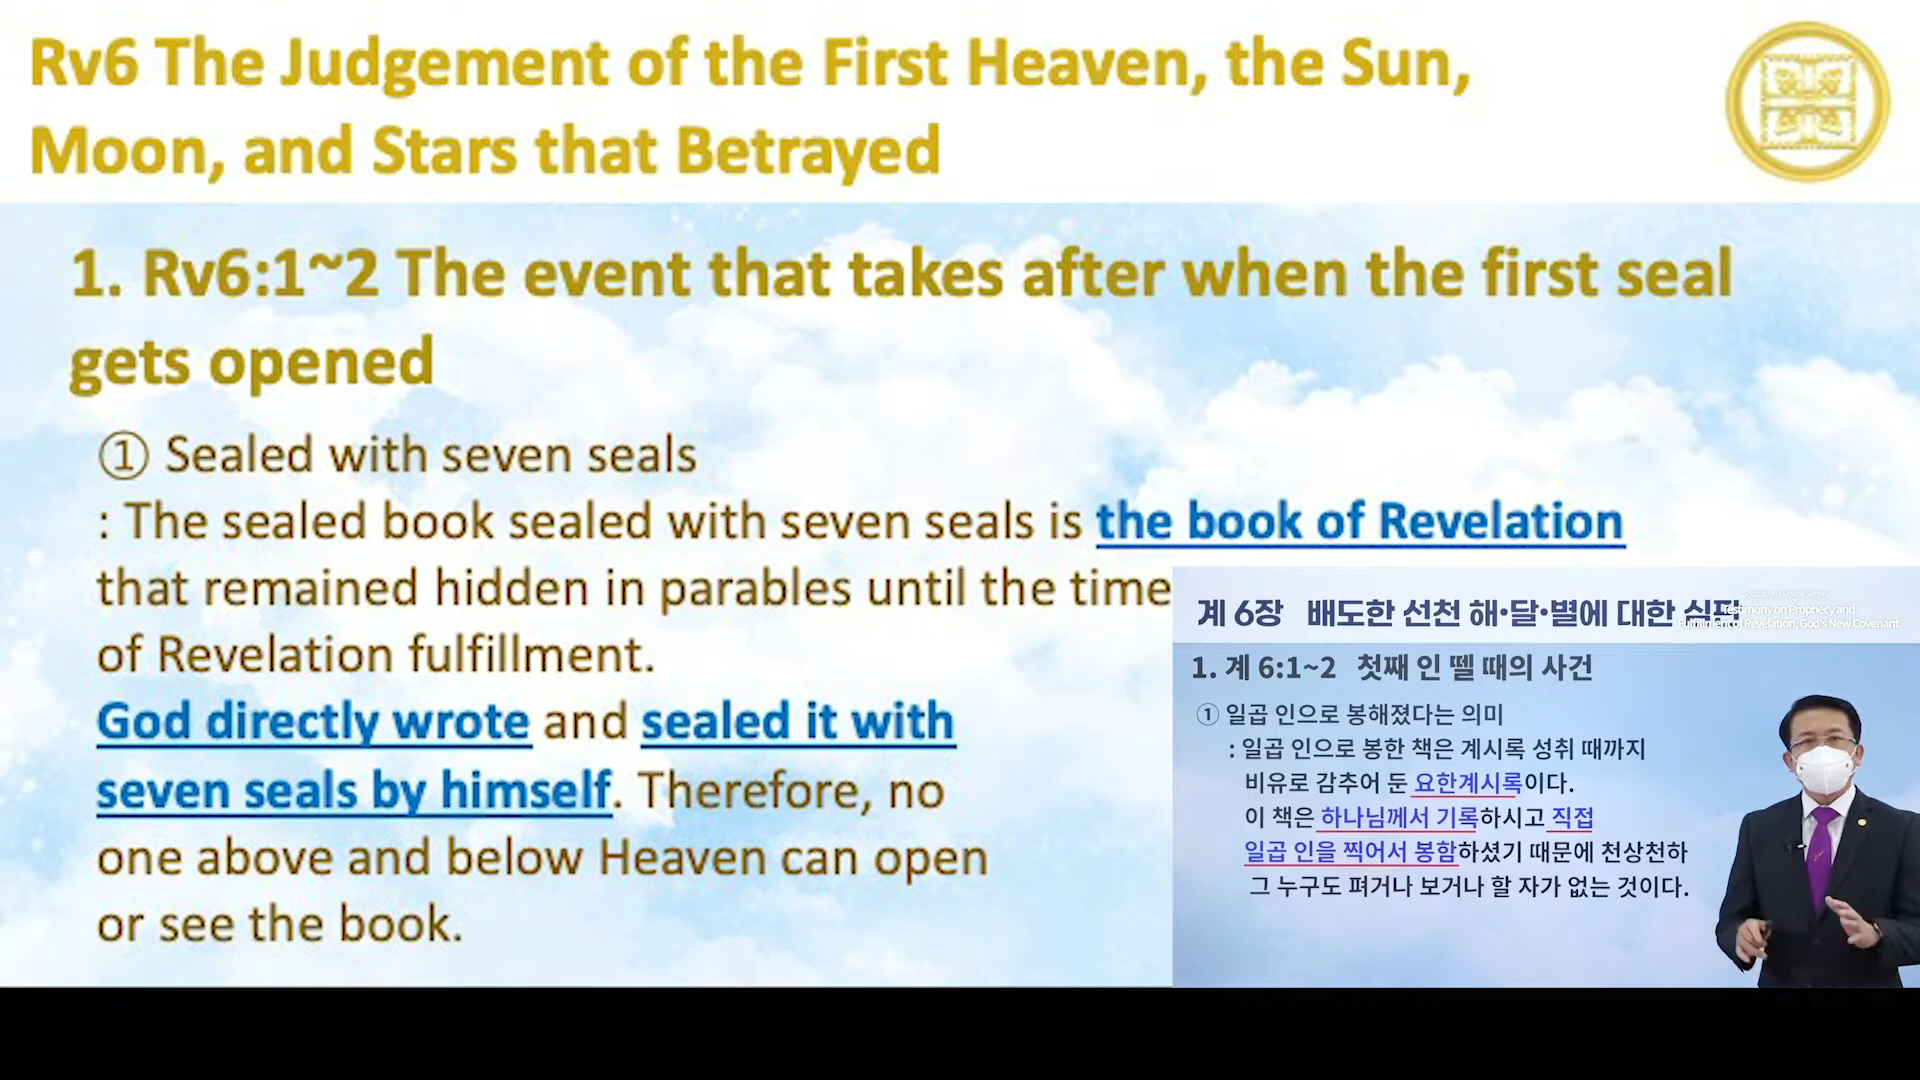 Rv6 The Judgement of the First Heaven, the Sun,
Moon, and Stars that Betrayed
1. Rv6:1~2 The event that takes after when the first seal
gets opened
① Sealed with seven seals
: The sealed book sealed with seven seals is the book of Revelation
that remained hidden in parables until the time
of Revelation fulfillment.
God directly wrote and sealed it with
seven seals by himself. Therefore, no
one above and below Heaven can open
or see the book.
계 6장 배도한 선천 해·달·별에 대한 심판
Testimony on Prophecy and
Fulfillment of Revelation, God's New Covenant
1. 계 6:1~2 첫째 인 뗄 때의 사건
① 일곱 인으로 봉해졌다는 의미
: 일곱 인으로 봉한 책은 계시록 성취 때까지
비유로 감추어 둔 요한계시록이다.
이 책은 하나님께서 기록하시고 직접
일곱 인을 찍어서 봉함하셨기 때문에 천상천하
그 누구도 펴거나 보거나 할 자가 없는 것이다.